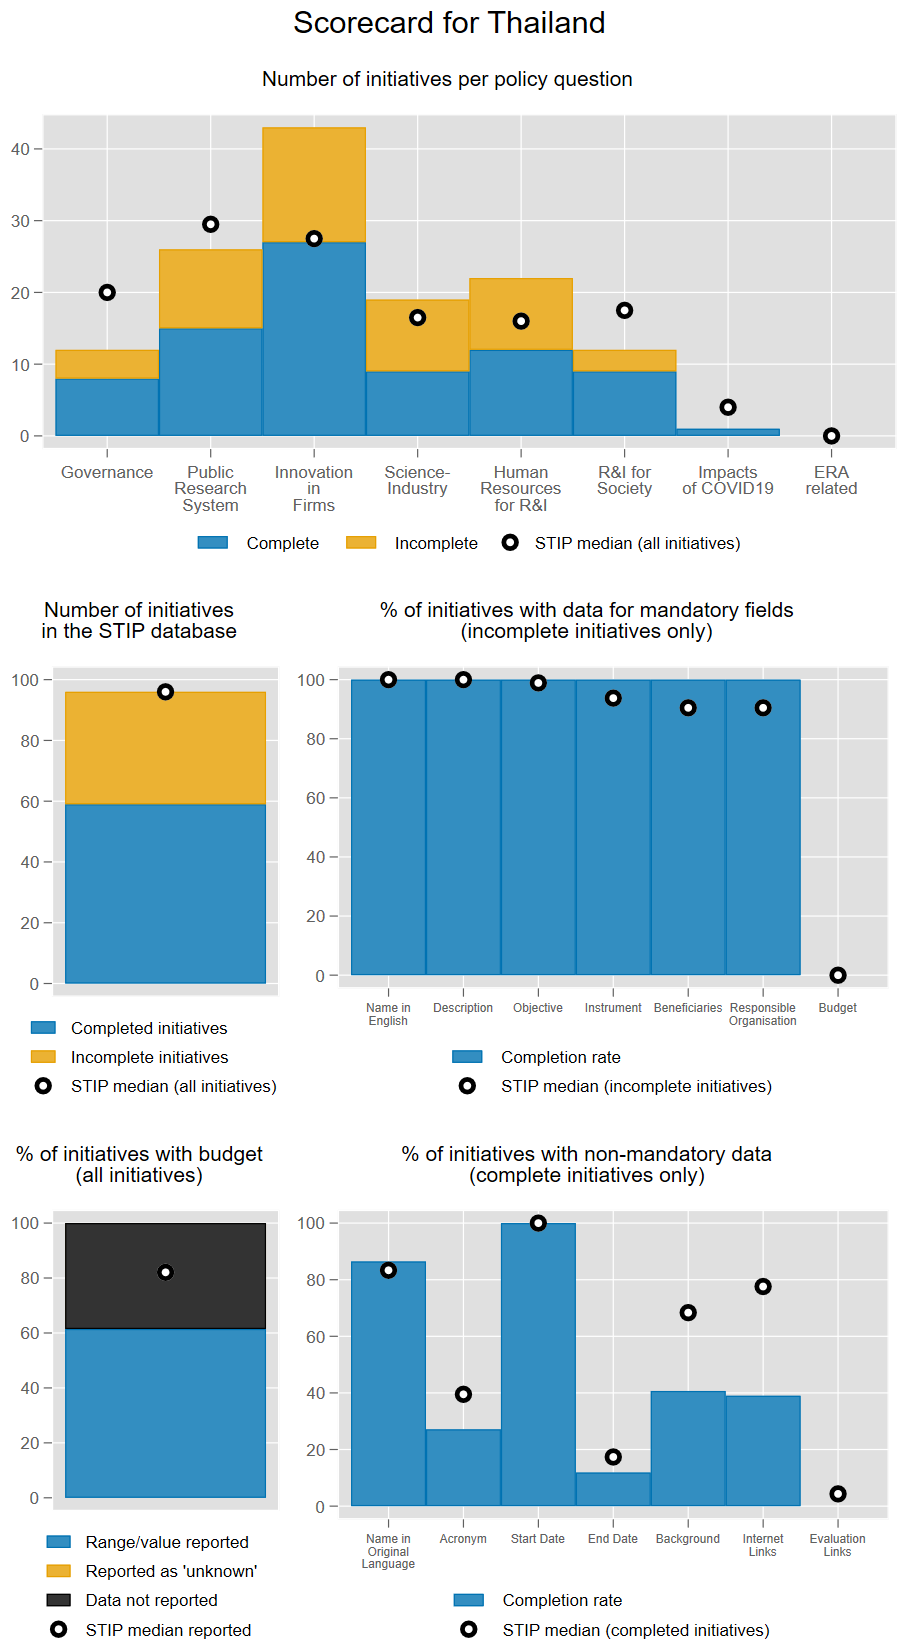 Scorecard for Thailand
Number of initiatives per policy question
40
30
20
10
0
Governance
Public
Research
System
Innovation
in
Firms
Science-
Industry
Human
Resources
for R&I
R&I for
Society
Impacts
of COVID19
ERA
related
Complete
Incomplete
STIP median (all initiatives)
Number of initiatives
in the STIP database
100
80
60
40
20
0
Completed initiatives
Incomplete initiatives
STIP median (all initiatives)
% of initiatives with data for mandatory fields
(incomplete initiatives only)
100
80
60
40
20
0
Name in
English
Description
Objective
Instrument
Beneficiaries
Responsible
Organisation
Budget
Completion rate
STIP median (incomplete initiatives)
% of initiatives with budget
(all initiatives)
100
80
60
40
20
0
Range/value reported
Reported as 'unknown'
Data not reported
STIP median reported
% of initiatives with non-mandatory data
(complete initiatives only)
100
80
60
40
20
0
Name in
Original
Language
Acronym
Start Date
End Date
Background
Internet
Links
Evaluation
Links
Completion rate
STIP median (completed initiatives)